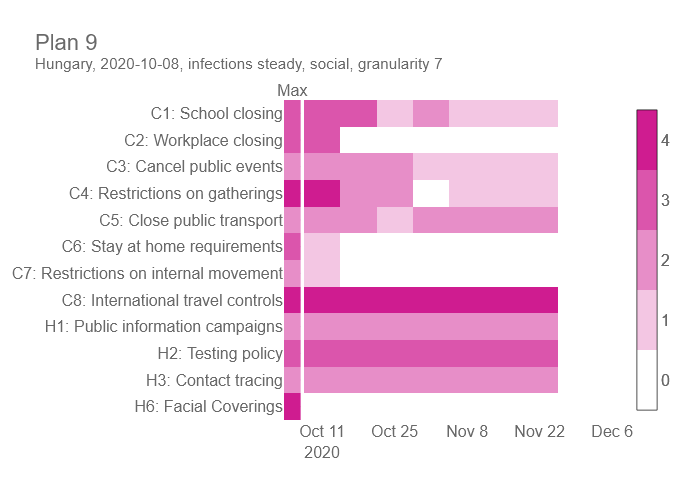 Plan 9
Hungary, 2020-10-08, infections steady, social, granularity 7
Max
C1: School closing
C2: Workplace closing
C3: Cancel public events
C4: Restrictions on gatherings
C5: Close public transport
C6: Stay at home requirements
C7: Restrictions on internal movement
C8: International travel controls
H1: Public information campaigns
H2: Testing policy
H3: Contact tracing
H6: Facial Coverings
Oct 11 Oct 25 Nov 8 Nov 22 Dec 6
2020
4
3
2
1
0